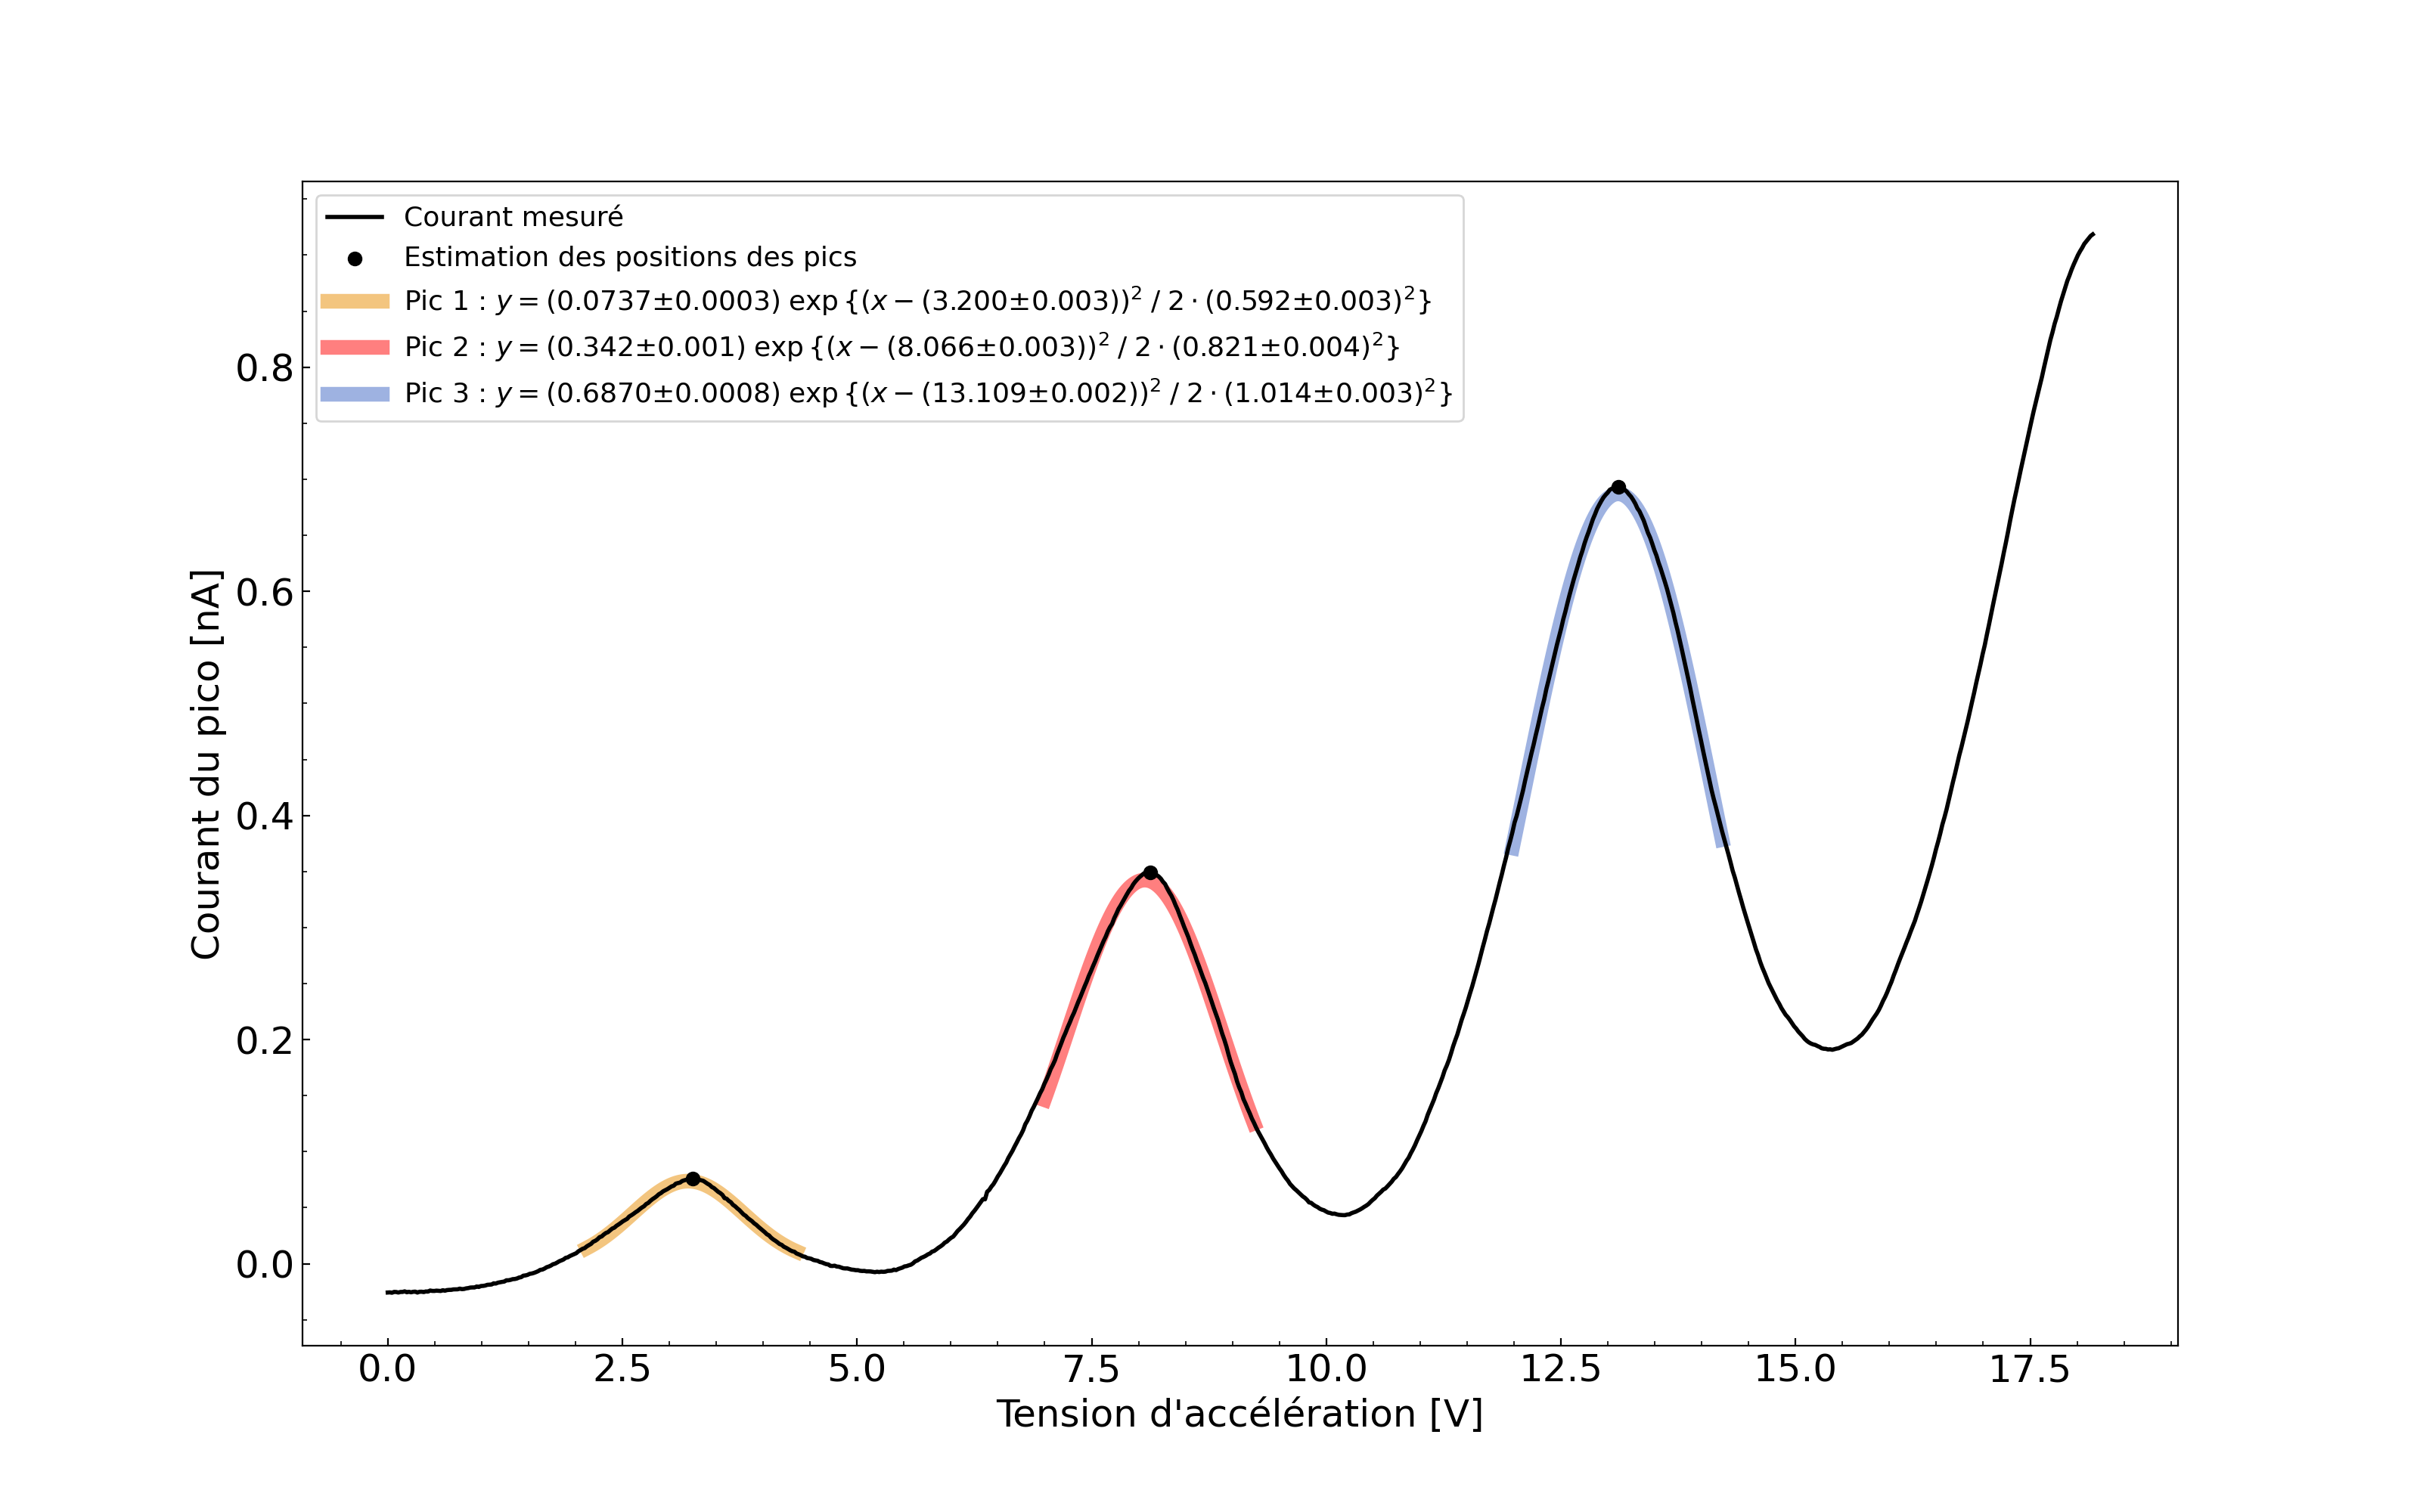 Courant mesuré
Estimation des positions des pics
Pic 1 : y = (0.0737±0.0003) exp {(x − (3.200±0.003))² / 2 · (0.592±0.003)²}
Pic 2 : y = (0.342±0.001) exp {(x − (8.066±0.003))² / 2 · (0.821±0.004)²}
Pic 3 : y = (0.6870±0.0008) exp {(x − (13.109±0.002))² / 2 · (1.014±0.003)²}
Courant du pico [nA]
0.8
0.6
0.4
0.2
0.0
0.0 2.5 5.0 7.5 10.0 12.5 15.0 17.5
Tension d'accélération [V]